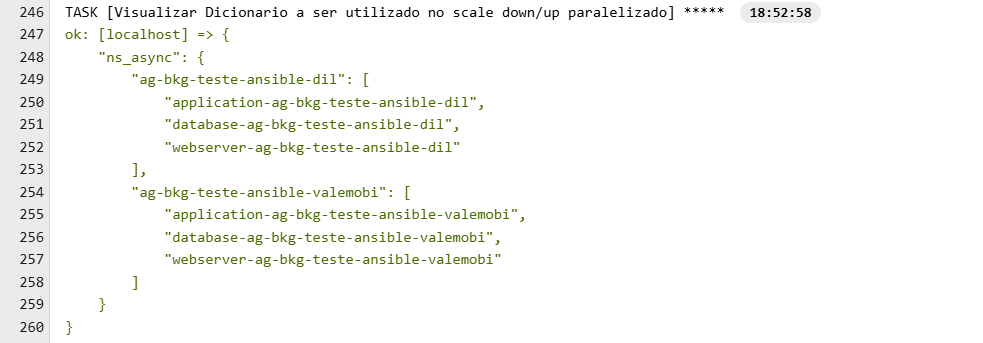 246 TASK [Visualizar Dicionario a ser utilizado no scale down/up paralelizado] ***** 18:52:58
247 ok: [localhost] => {
248     "ns_async": {
249         "ag-bkg-teste-ansible-dil": [
250             "application-ag-bkg-teste-ansible-dil",
251             "database-ag-bkg-teste-ansible-dil",
252             "webserver-ag-bkg-teste-ansible-dil"
253         ],
254         "ag-bkg-teste-ansible-valemobi": [
255             "application-ag-bkg-teste-ansible-valemobi",
256             "database-ag-bkg-teste-ansible-valemobi",
257             "webserver-ag-bkg-teste-ansible-valemobi"
258         ]
259     }
260 }